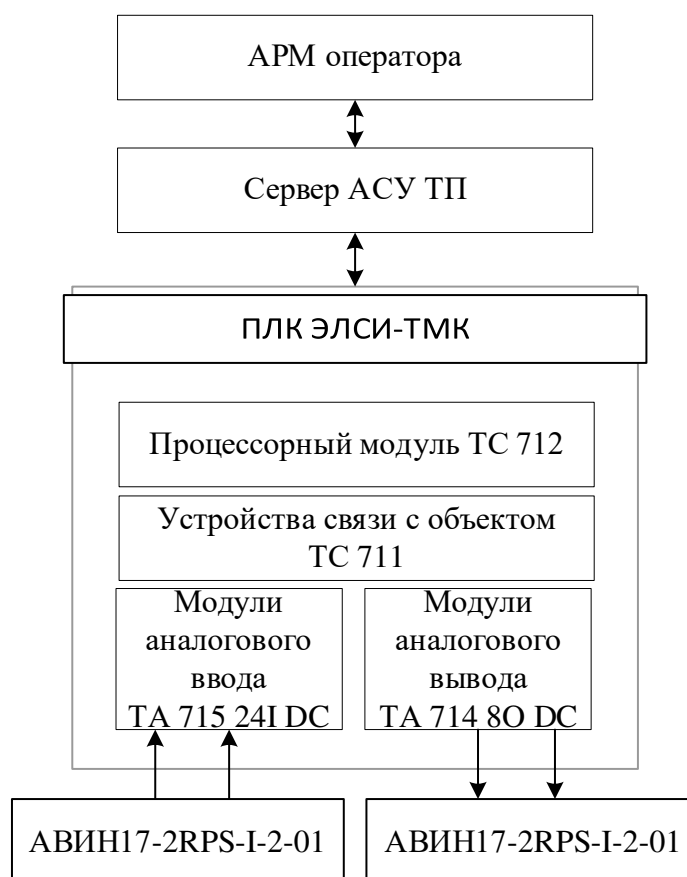 АРМ оператора
Сервер АСУ ТП
ПЛК ЭЛСИ-ТМК
Процессорный модуль ТС 712
Устройства связи с объектом
ТС 711
Модули
аналогового
ввода
ТА 715 24I DC
Модули
аналогового
вывода
ТА 714 8O DC
АВИН17-2RPS-I-2-01
АВИН17-2RPS-I-2-01